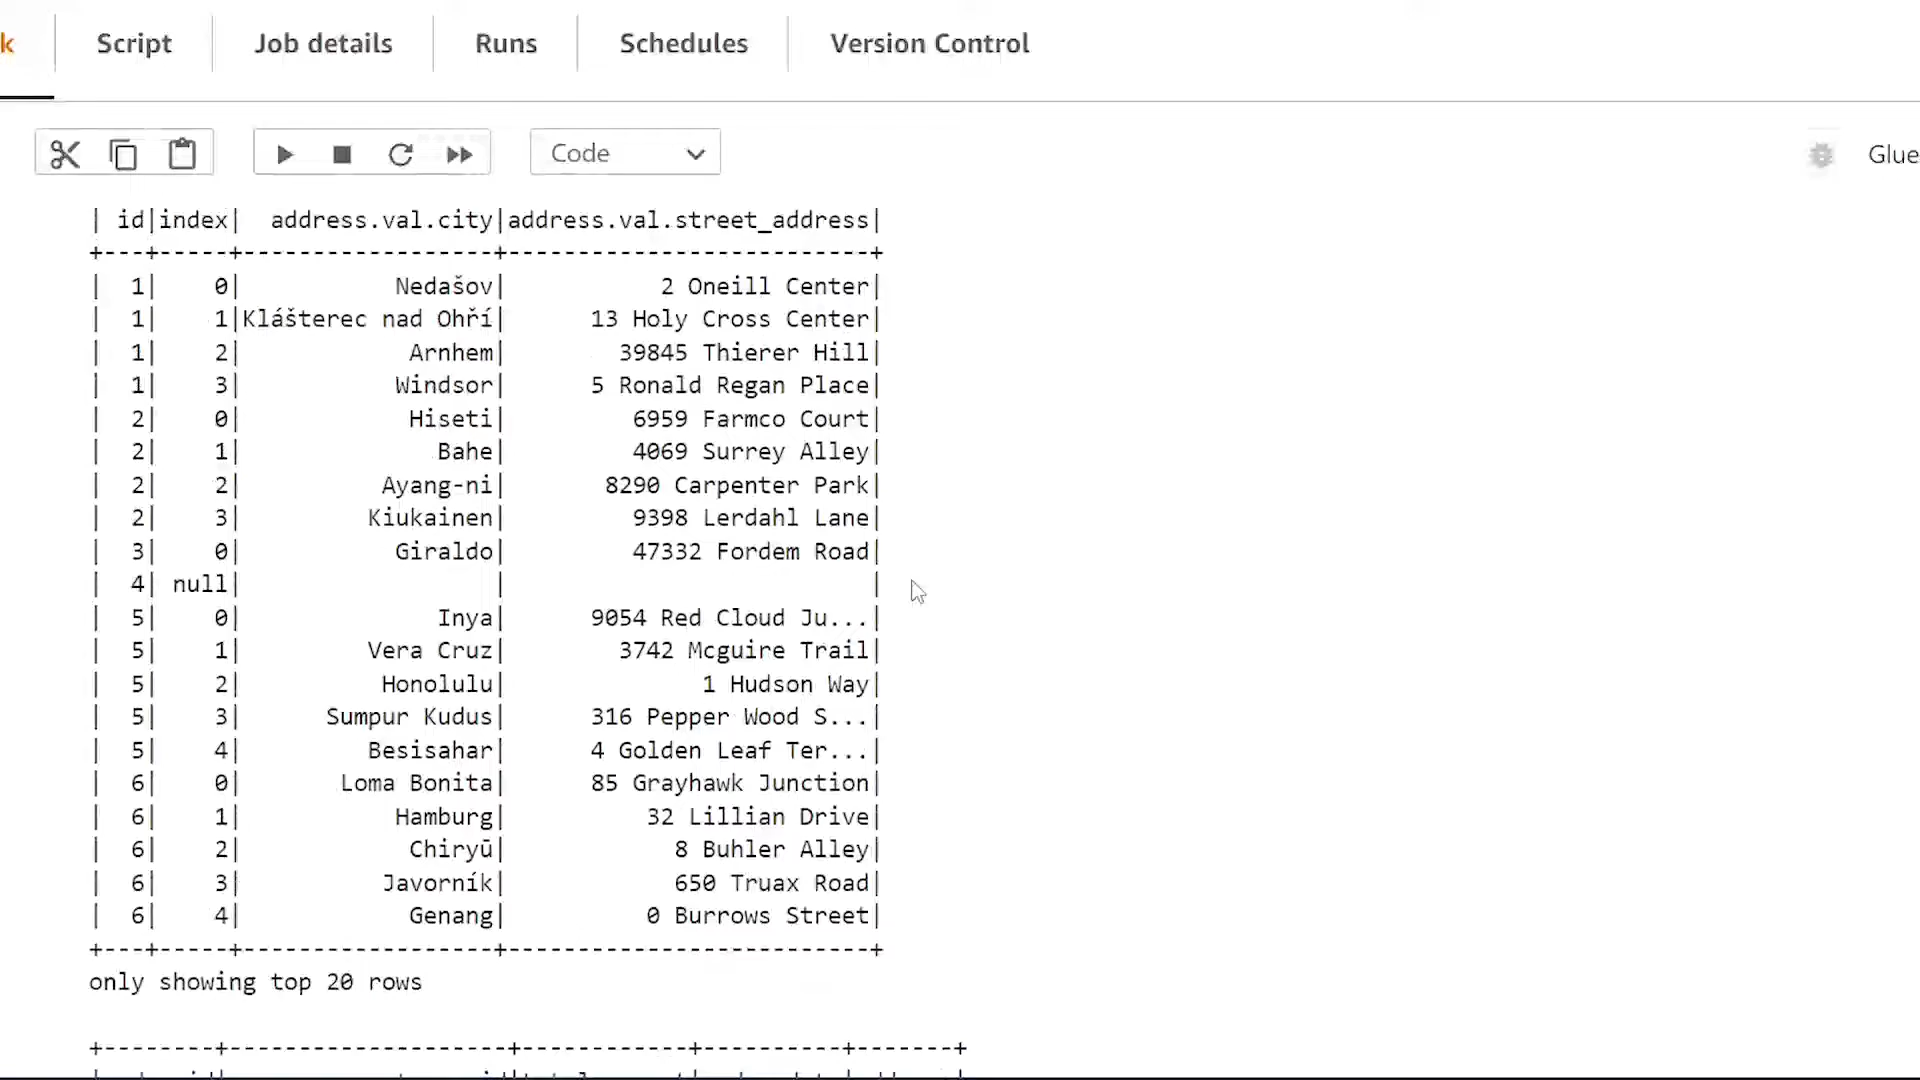 k Script Job details Runs Schedules Version Control
Code Glue
| id|index| address.val.city|address.val.street_address|
+---+-----+-------------------+--------------------------+
| 1| 0| Nedašov| 2 Oneill Center|
| 1| 1|Klášterec nad Ohří| 13 Holy Cross Center|
| 1| 2| Arnhem| 39845 Thierer Hill|
| 1| 3| Windsor| 5 Ronald Regan Place|
| 2| 0| Hiseti| 6959 Farmco Court|
| 2| 1| Bahe| 4069 Surrey Alley|
| 2| 2| Ayang-ni| 8290 Carpenter Park|
| 2| 3| Kiukainen| 9398 Lerdahl Lane|
| 3| 0| Giraldo| 47332 Fordem Road|
| 4| null| | |
| 5| 0| Inya| 9054 Red Cloud Ju...|
| 5| 1| Vera Cruz| 3742 Mcguire Trail|
| 5| 2| Honolulu| 1 Hudson Way|
| 5| 3| Sumpur Kudus| 316 Pepper Wood S...|
| 5| 4| Besisahar| 4 Golden Leaf Ter...|
| 6| 0| Loma Bonita| 85 Grayhawk Junction|
| 6| 1| Hamburg| 32 Lillian Drive|
| 6| 2| Chiryū| 8 Buhler Alley|
| 6| 3| Javorník| 650 Truax Road|
| 6| 4| Genang| 0 Burrows Street|
+---+-----+-------------------+--------------------------+
only showing top 20 rows
+--------+--------------------+------------+----------+-------+